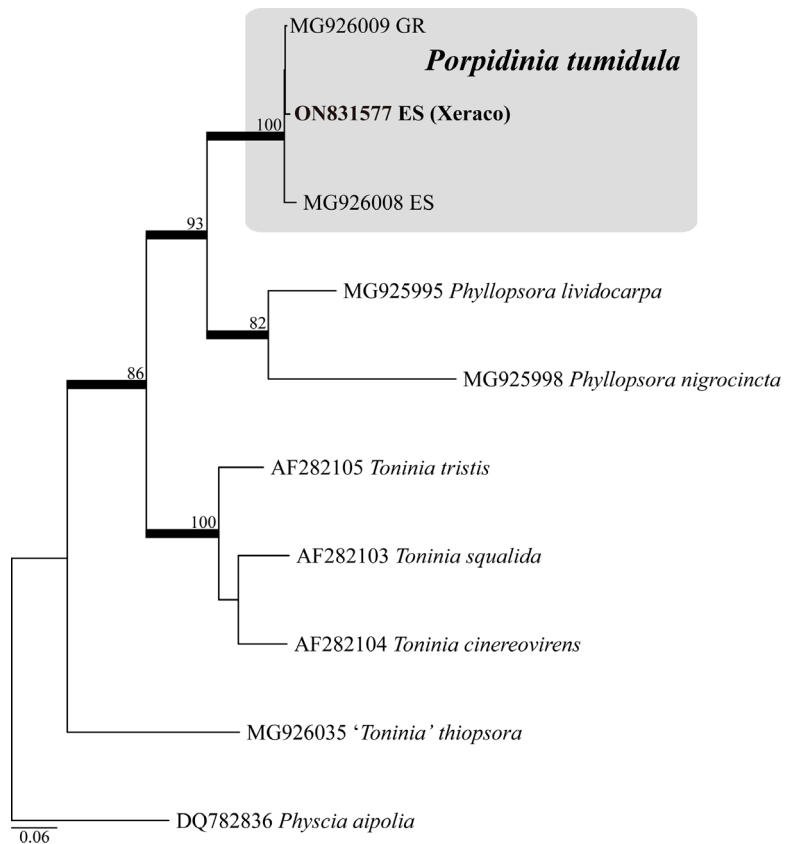 MG926009 GR
Porpidinia tumidula
ON831577 ES (Xeraco)
100
MG926008 ES
93
MG925995 Phyllopsora lividocarpa
82
MG925998 Phyllopsora nigrocincta
86
AF282105 Toninia tristis
100
AF282103 Toninia squalida
AF282104 Toninia cinereovirens
MG926035 ‘Toninia’ thiopsora
DQ782836 Physcia aipolia
0.06